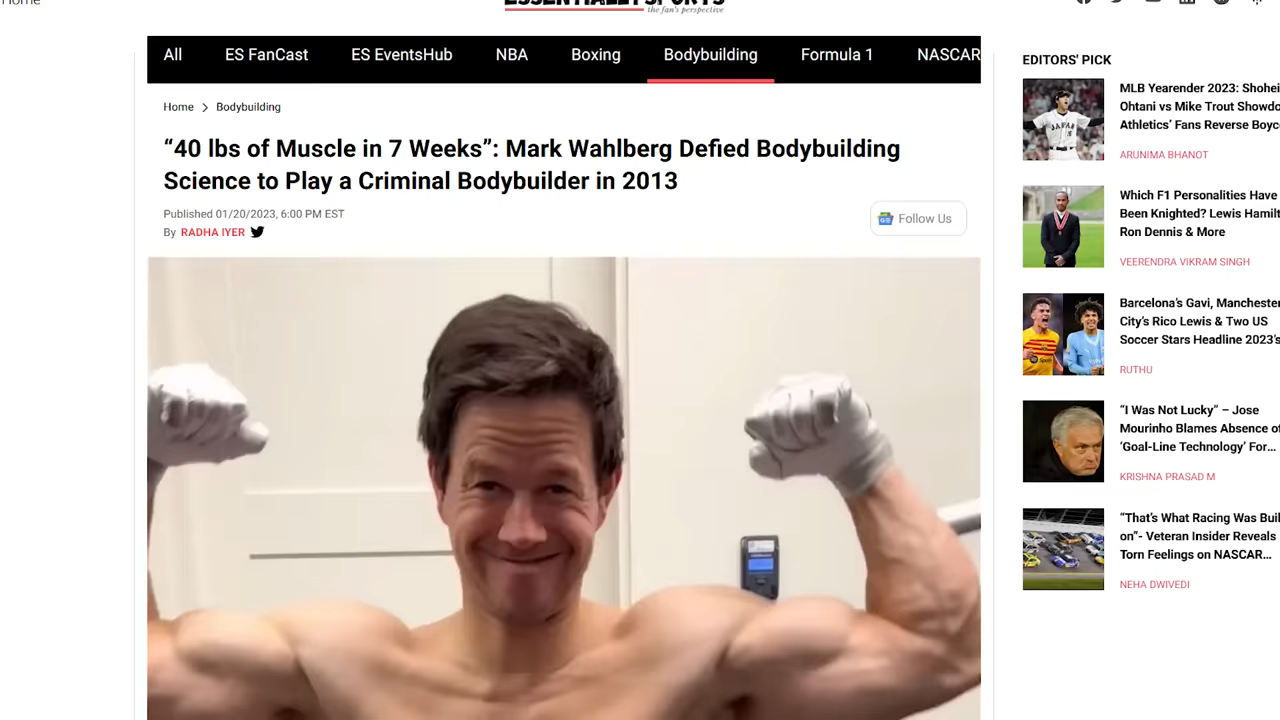 Home
ESSENTIALLYSPORTS
the fan's perspective
All ES FanCast ES EventsHub NBA Boxing Bodybuilding Formula 1 NASCAR
Home > Bodybuilding
“40 lbs of Muscle in 7 Weeks”: Mark Wahlberg Defied Bodybuilding
Science to Play a Criminal Bodybuilder in 2013
Published 01/20/2023, 6:00 PM EST
By RADHA IYER
Follow Us
EDITORS' PICK
MLB Yearender 2023: Shohei
Ohtani vs Mike Trout Showdo
Athletics’ Fans Reverse Boyc
ARUNIMA BHANOT
Which F1 Personalities Have
Been Knighted? Lewis Hamilt
Ron Dennis & More
VEERENDRA VIKRAM SINGH
Barcelona’s Gavi, Manchester
City’s Rico Lewis & Two US
Soccer Stars Headline 2023’s
RUTHU
“I Was Not Lucky” – Jose
Mourinho Blames Absence of
‘Goal-Line Technology’ For...
KRISHNA PRASAD M
“That’s What Racing Was Buil
on”- Veteran Insider Reveals
Torn Feelings on NASCAR...
NEHA DWIVEDI